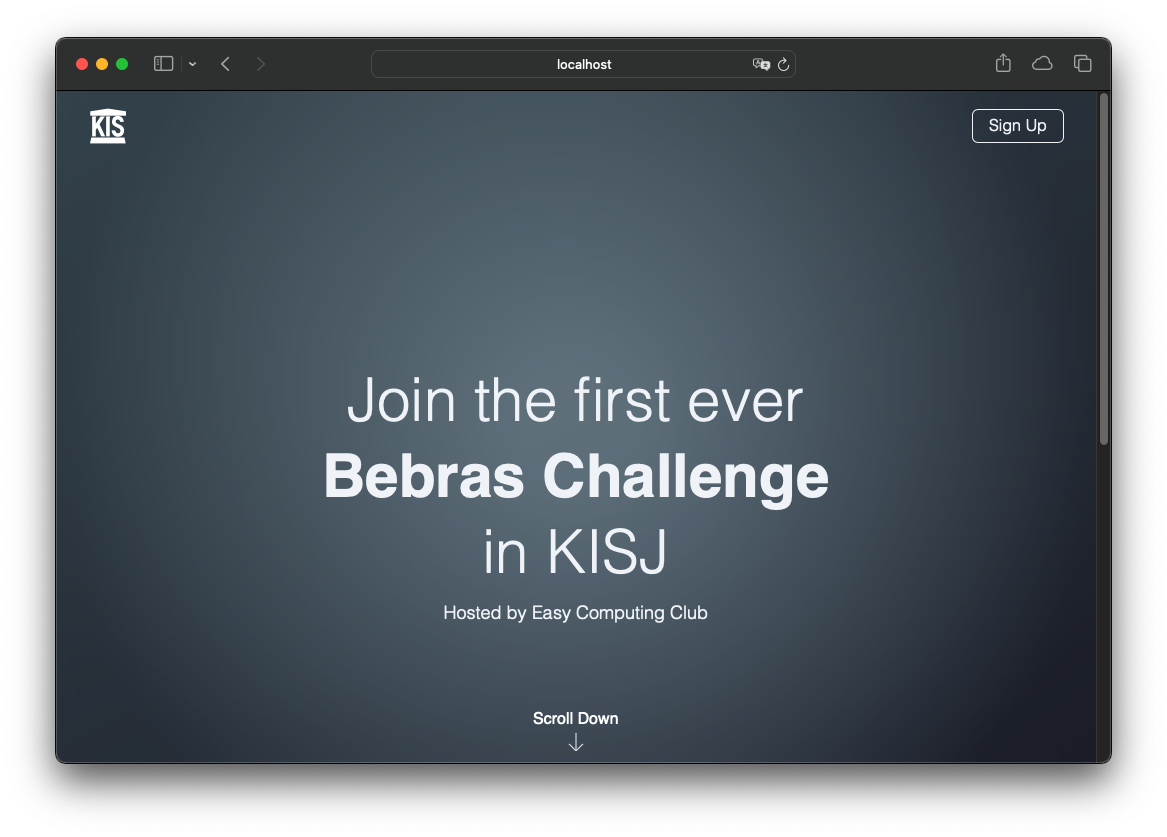 localhost
KIS
Sign Up
Join the first ever
Bebras Challenge
in KISJ
Hosted by Easy Computing Club
Scroll Down